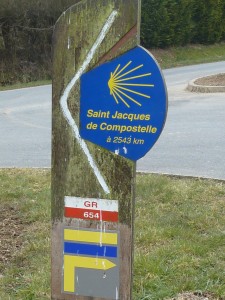 Saint Jacques
de Compostelle
à 2543 km
GR
654